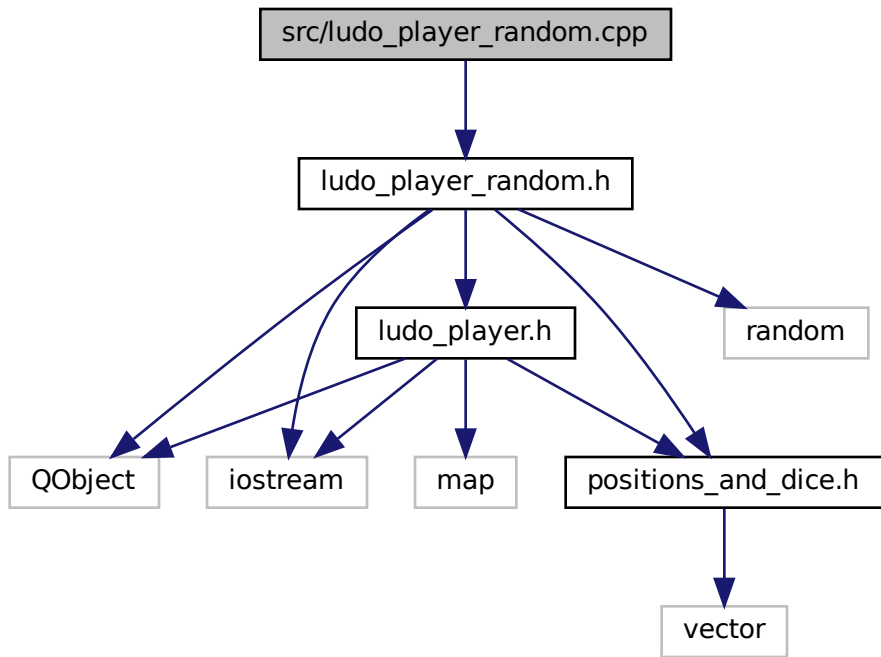 src/ludo_player_random.cpp
ludo_player_random.h
ludo_player.h
random
QObject
iostream
map
positions_and_dice.h
vector